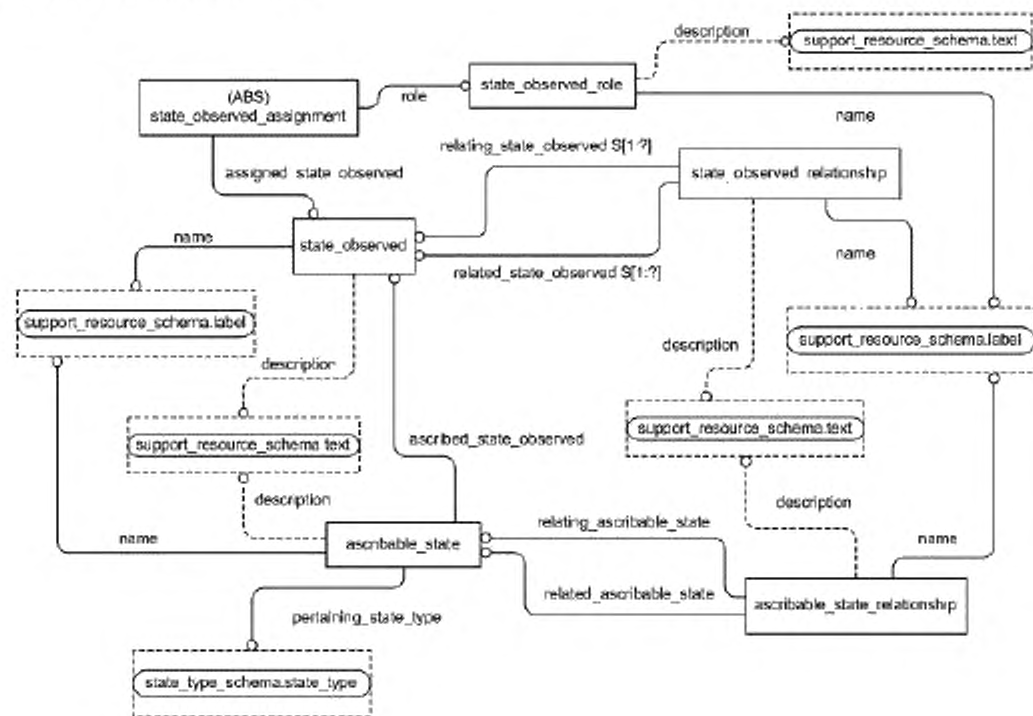 description
support_resource_schema.text
(ABS)
state_observed_assignment
role
state_observed_role
name
relating_state_observed S[1:?]
state_observed_relationship
assigned_state_observed
name
state_observed
related_state_observed S[1:?]
name
support_resource_schema.label
support_resource_schema.label
description
description
support_resource_schema.text
ascribed_state_observed
support_resource_schema.text
description
description
name
ascribable_state
relating_ascribable_state
name
related_ascribable_state
ascribable_state_relationship
pertaining_state_type
state_type_schema.state_type